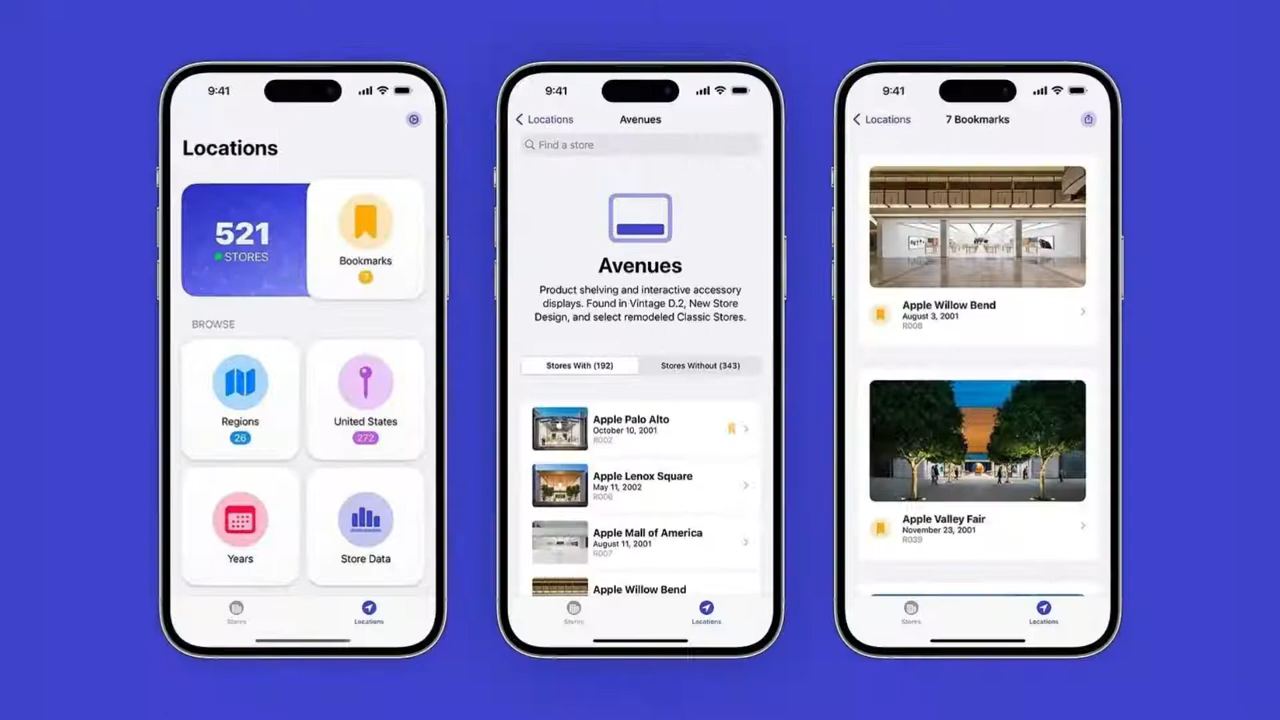 9:41
Locations
521
STORES
Bookmarks
7
BROWSE
Regions
26
United States
272
Years
Store Data
Stores
Locations
9:41
Locations
Avenues
Find a store
Avenues
Product shelving and interactive accessory
displays. Found in Vintage D.2, New Store
Design, and select remodeled Classic Stores.
Stores With (192)
Stores Without (343)
Apple Palo Alto
October 10, 2001
R002
Apple Lenox Square
May 11, 2002
R006
Apple Mall of America
August 11, 2001
R007
Apple Willow Bend
Stores
Locations
9:41
Locations
7 Bookmarks
Apple Willow Bend
August 3, 2001
R008
Apple Valley Fair
November 23, 2001
R039
Stores
Locations